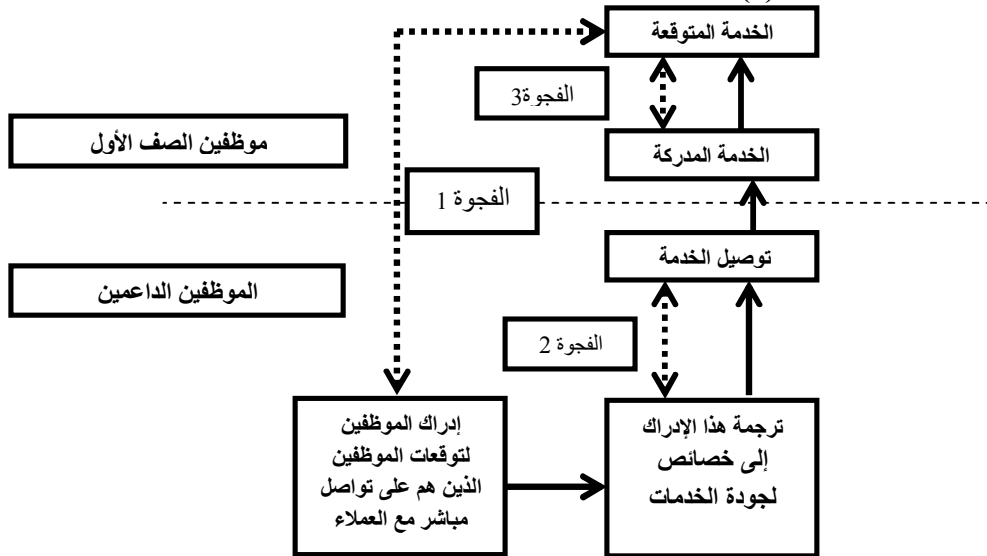 الخدمة المتوقعة
الفجوة3
موظفين الصف الأول
الخدمة المدركة
الفجوة 1
توصيل الخدمة
الموظفين الداعمين
الفجوة 2
ترجمة هذا الإدراك
إلى خصائص
لجودة الخدمات
إدراك الموظفين
لتوقعات الموظفين
الذين هم على تواصل
مباشر مع العملاء